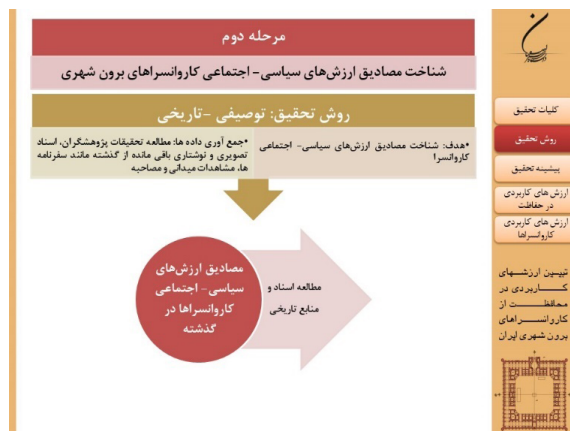 مرحله دوم
شناخت مصادیق ارزش‌های سیاسی- اجتماعی کاروانسراهای برون شهری
روش تحقیق: توصیفی -تاریخی
•هدف: شناخت مصادیق ارزش‌های سیاسی- اجتماعی
کاروانسرا
•جمع آوری داده ها: مطالعه تحقیقات پژوهشگران، اسناد
تصویری و نوشتاری باقی مانده از گذشته مانند سفرنامه
ها، مشاهدات میدانی و مصاحبه
مصادیق ارزش‌های
سیاسی- اجتماعی
کاروانسراها در
گذشته
مطالعه اسناد و
منابع تاریخی
کلیات تحقیق
روش تحقیق
پیشینه تحقیق
ارزش های کاربردی
در حفاظت
ارزش های کاربردی
کاروانسراها
تبیین ارزشهای
کاربردی در
محافظت از
کاروانسراهای
برون شهری ایران